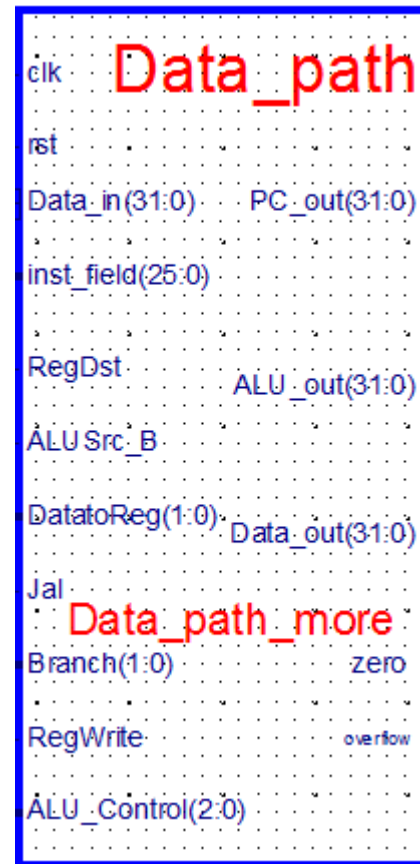 Data_path
clk
rst
Data_in(31:0) PC_out(31:0)
inst_field(25:0)
RegDst
ALU_out(31:0)
ALUSrc_B
DatatoReg(1:0)
Data_out(31:0)
Jal
Data_path_more
Branch(1:0) zero
RegWrite overflow
ALU_Control(2:0)